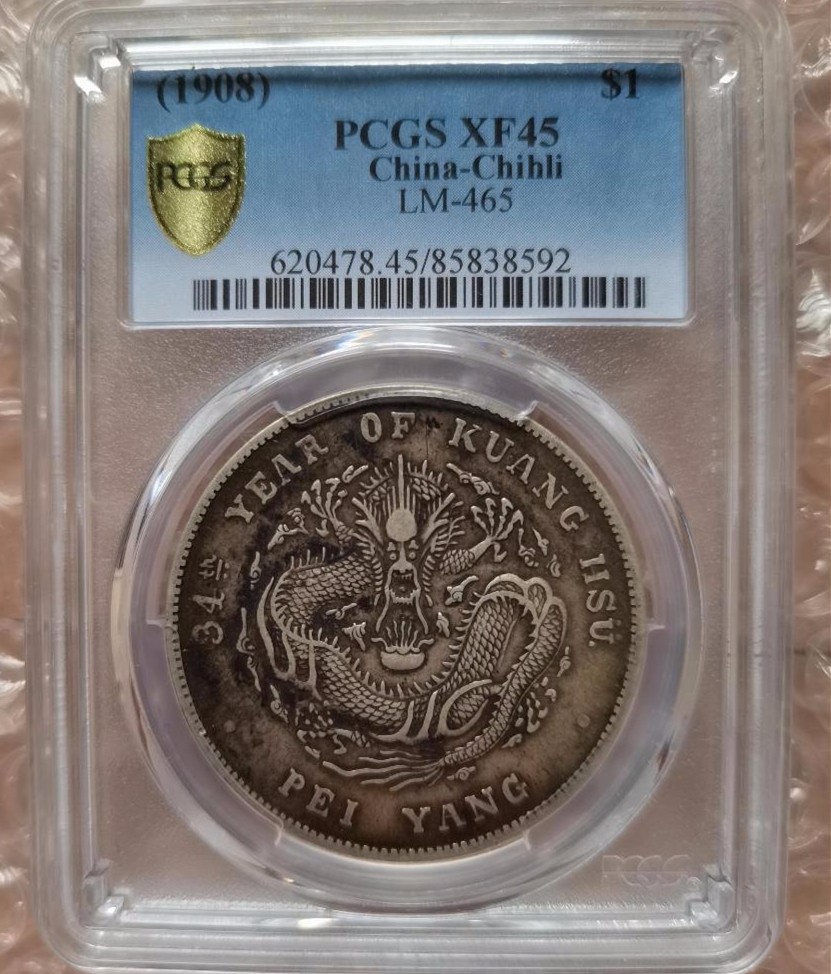 (1908) $1
PCGS XF45
China-Chihli
LM-465
PCGS
620478.45/85838592
34th YEAR OF KUANG HSÜ.
PEI YANG
PCGS